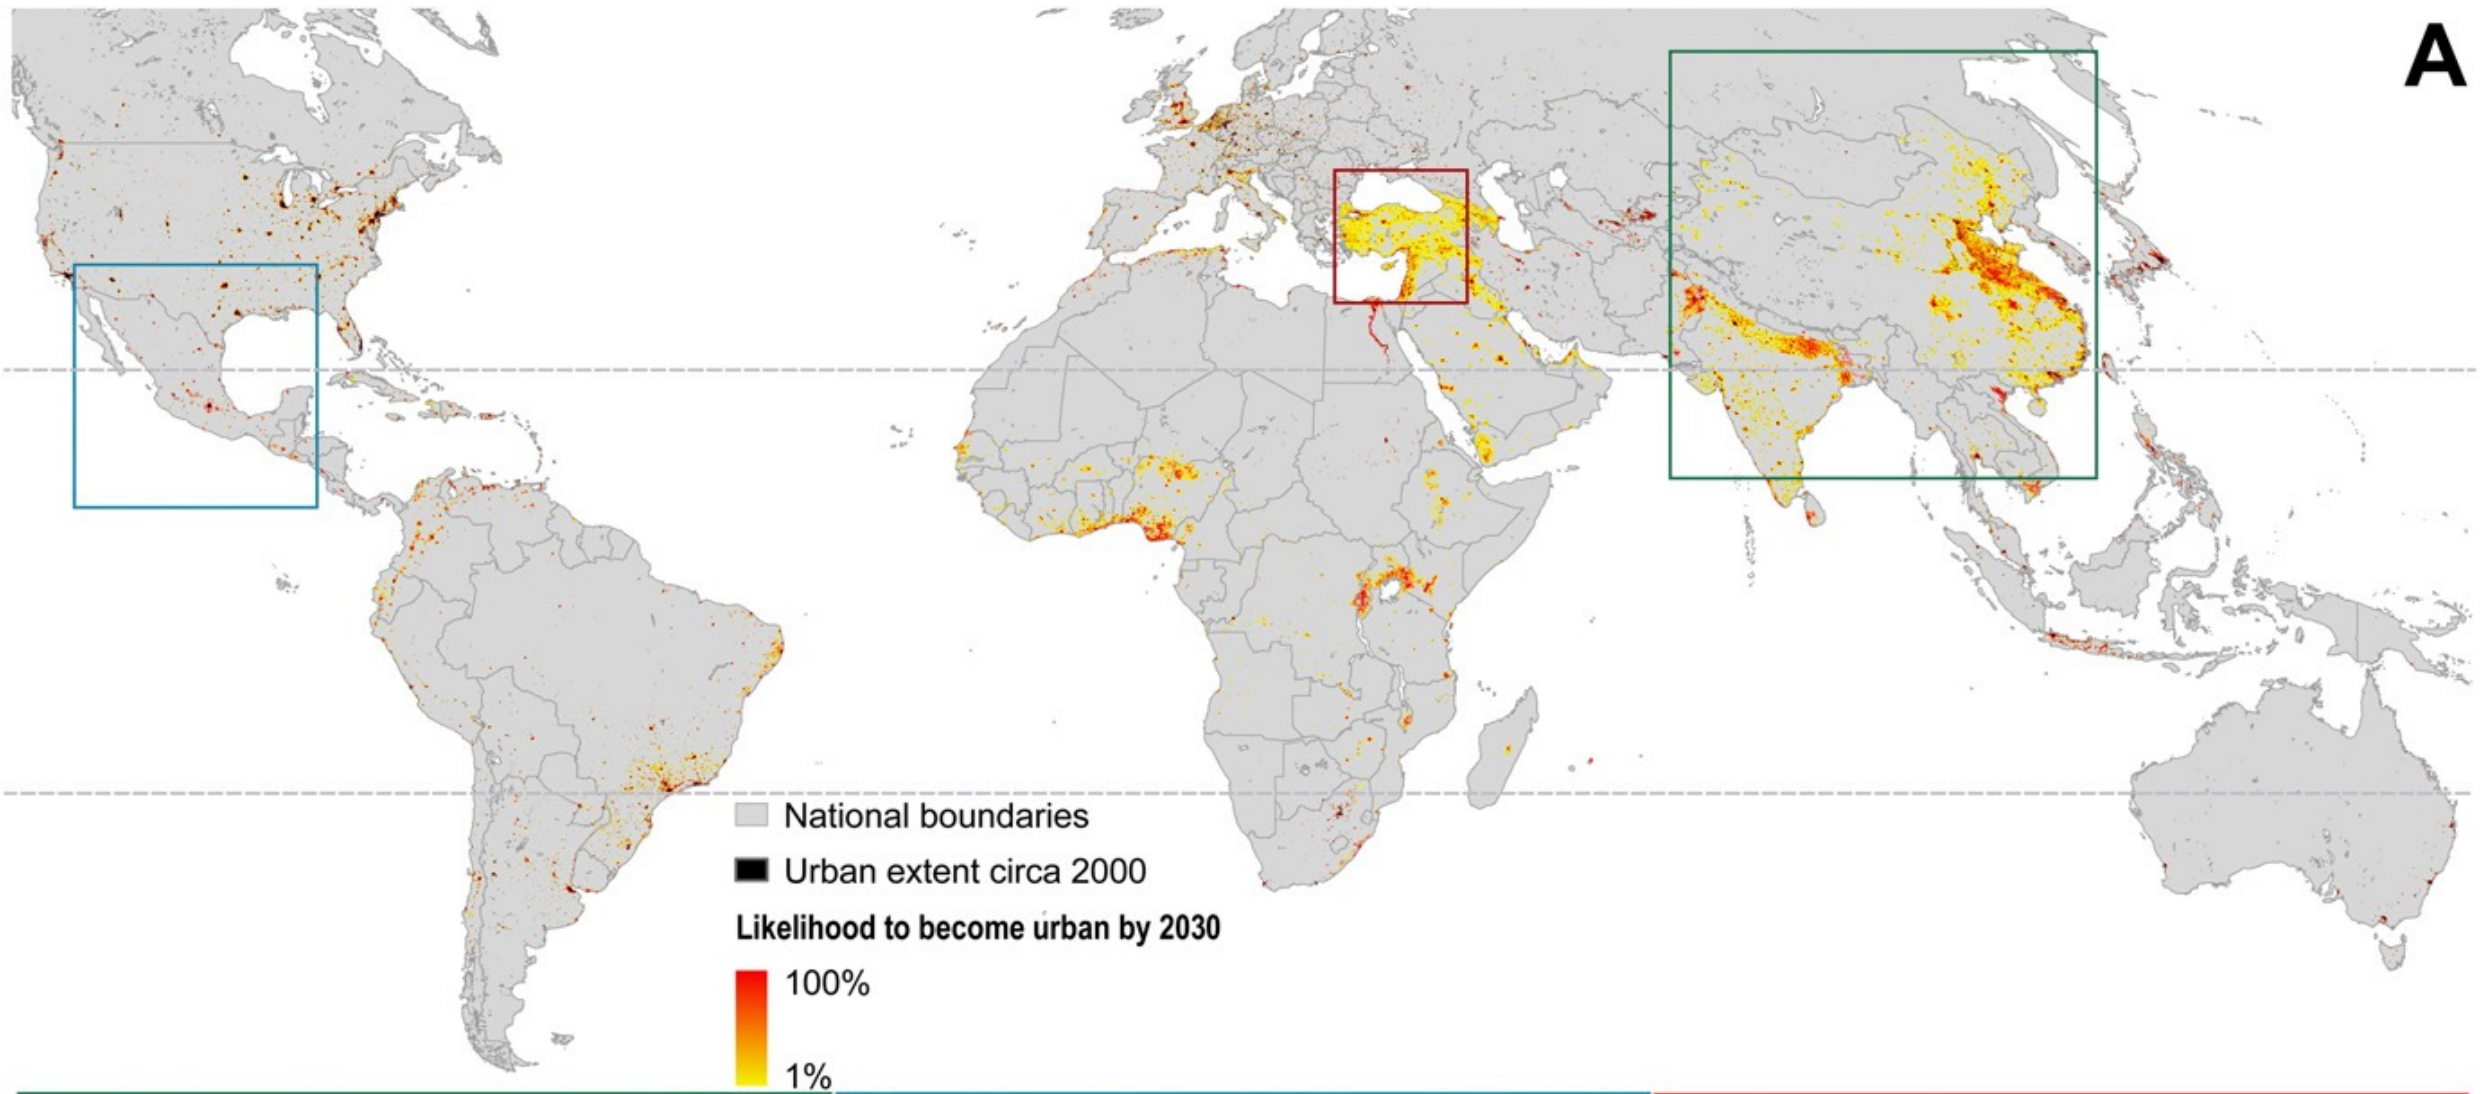 A
National boundaries
Urban extent circa 2000
Likelihood to become urban by 2030
100%
1%